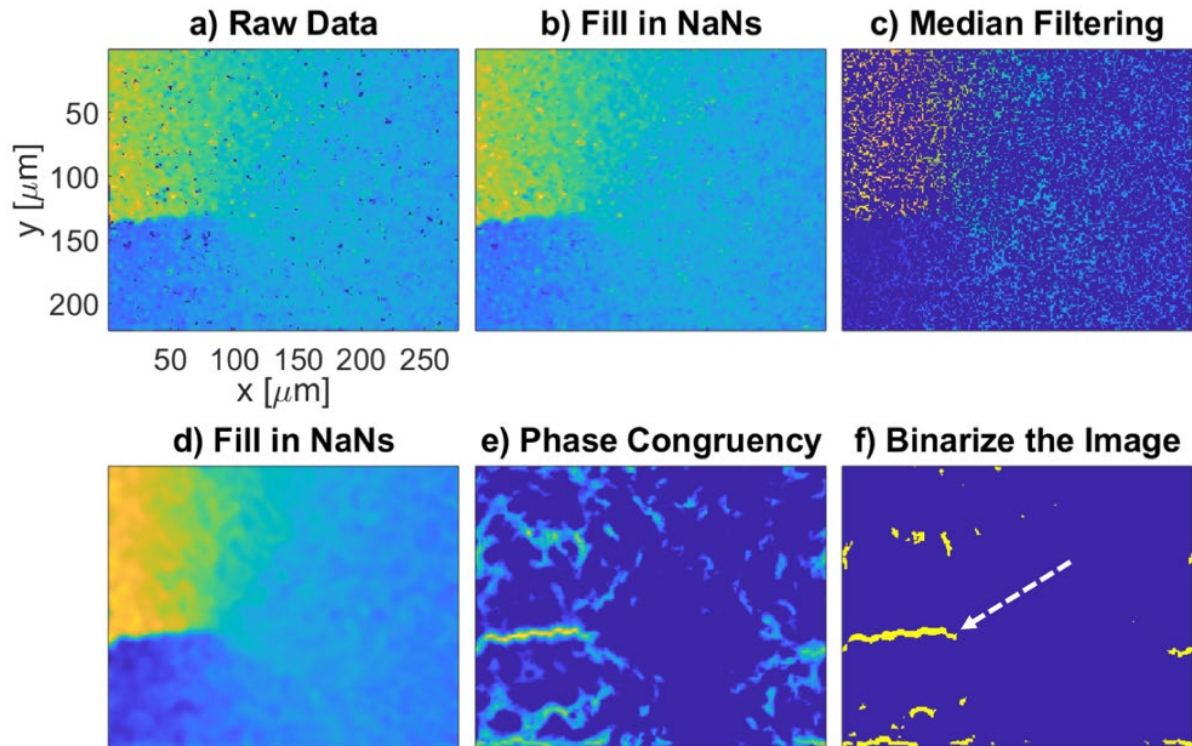 a) Raw Data
b) Fill in NaNs
c) Median Filtering
50
100
150
200
y [μm]
50 100 150 200 250
x [μm]
d) Fill in NaNs
e) Phase Congruency
f) Binarize the Image